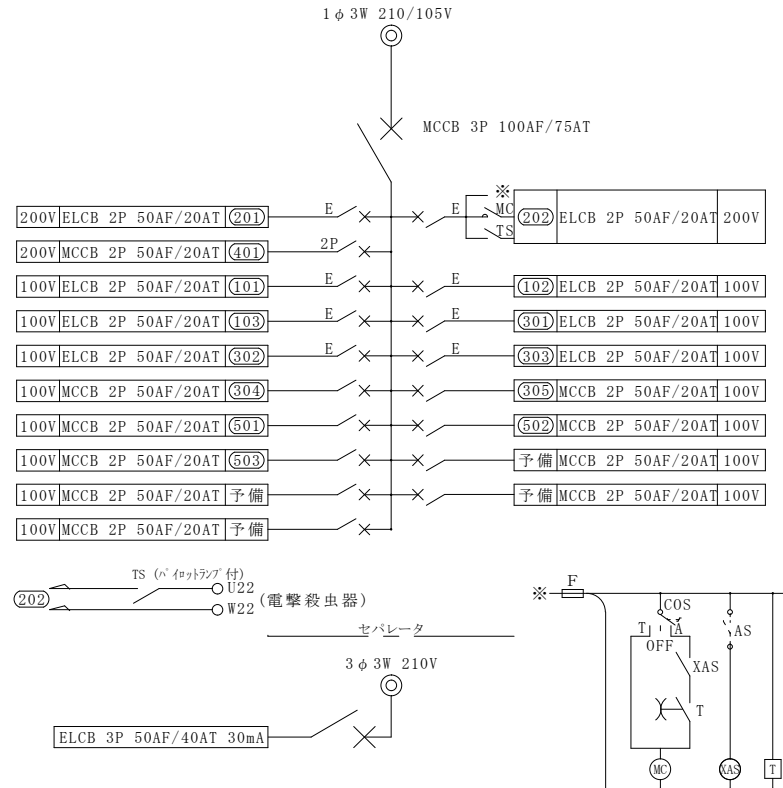 1φ3W 210/105V
MCCB 3P 100AF/75AT
※
200V ELCB 2P 50AF/20AT 201 E E MC 202 ELCB 2P 50AF/20AT 200V
TS
200V MCCB 2P 50AF/20AT 401 2P
100V ELCB 2P 50AF/20AT 101 E E 102 ELCB 2P 50AF/20AT 100V
100V ELCB 2P 50AF/20AT 103 E E 301 ELCB 2P 50AF/20AT 100V
100V ELCB 2P 50AF/20AT 302 E E 303 ELCB 2P 50AF/20AT 100V
100V MCCB 2P 50AF/20AT 304 305 MCCB 2P 50AF/20AT 100V
100V MCCB 2P 50AF/20AT 501 502 MCCB 2P 50AF/20AT 100V
100V MCCB 2P 50AF/20AT 503 予備 MCCB 2P 50AF/20AT 100V
100V MCCB 2P 50AF/20AT 予備 予備 MCCB 2P 50AF/20AT 100V
100V MCCB 2P 50AF/20AT 予備
TS (パイロットランプ付)
202 U22
W22 (電撃殺虫器)
セパレータ
3φ3W 210V
ELCB 3P 50AF/40AT 30mA
※ F
COS
T A AS
OFF
XAS
T
MC XAS T